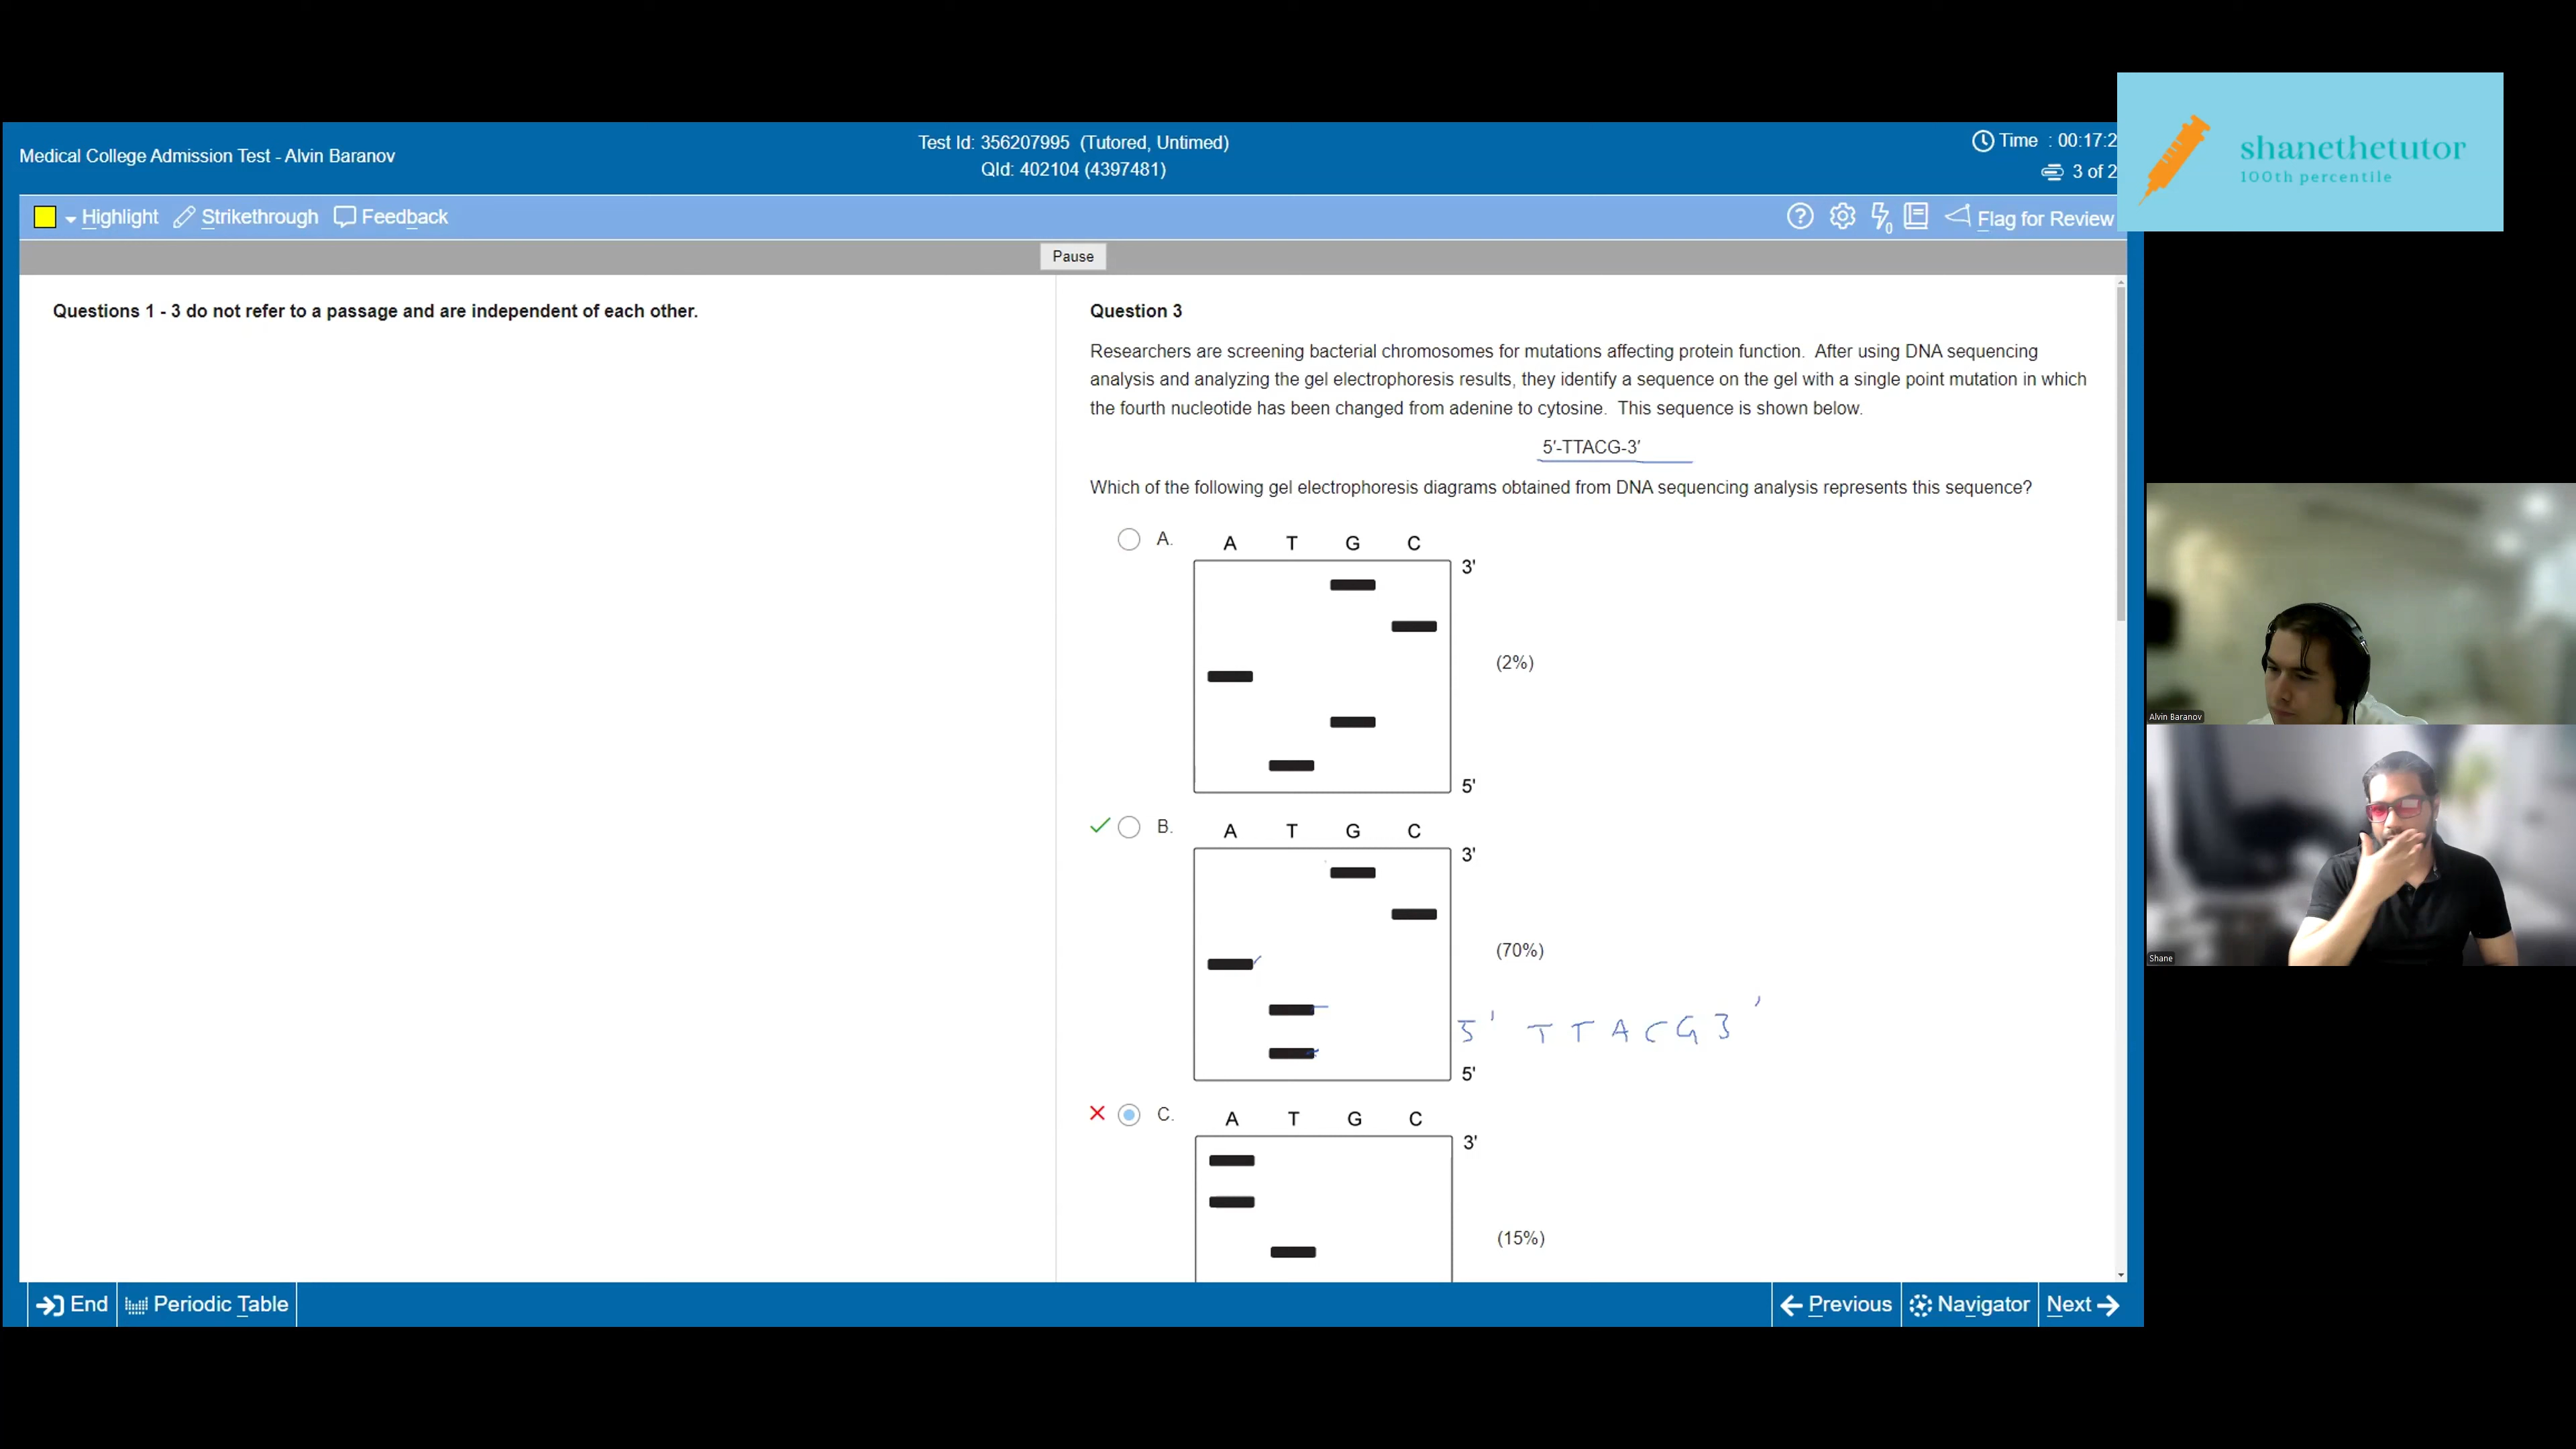 shanethetutor
100th percentile
Medical College Admission Test - Alvin Baranov
Test Id: 356207995 (Tutored, Untimed)
QId: 402104 (4397481)
Time : 00:17:2
3 of 2
Highlight Strikethrough Feedback
Flag for Review
Pause
Questions 1 - 3 do not refer to a passage and are independent of each other.
Question 3
Researchers are screening bacterial chromosomes for mutations affecting protein function. After using DNA sequencing
analysis and analyzing the gel electrophoresis results, they identify a sequence on the gel with a single point mutation in which
the fourth nucleotide has been changed from adenine to cytosine. This sequence is shown below.
5'-TTACG-3'
Which of the following gel electrophoresis diagrams obtained from DNA sequencing analysis represents this sequence?
A. A T G C
3'
(2%)
5'
B. A T G C
3'
(70%)
5' TTACG3'
5'
C. A T G C
3'
(15%)
Alvin Baranov
Shane
End Periodic Table
Previous Navigator Next